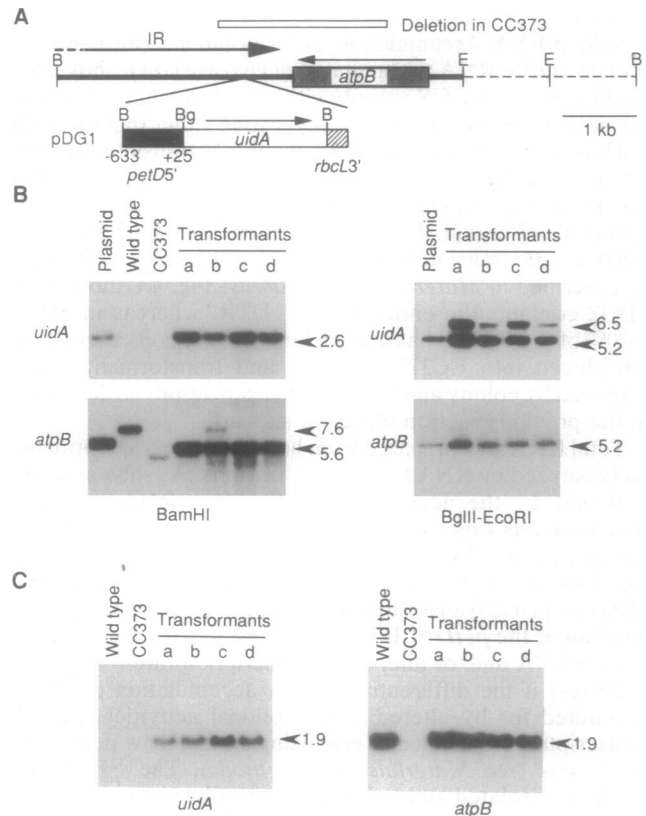 A
Deletion in CC373
IR
B
E
E
B
atpB
B
Bg
B
pDG1
uidA
1 kb
-633
+25
petD5'
rbcL3'
B
Plasmid
Wild type
CC373
Transformants
a b c d
uidA
2.6
atpB
7.6
5.6
BamHI
Plasmid
Transformants
a b c d
uidA
6.5
5.2
atpB
5.2
BglII-EcoRI
C
Wild type
CC373
Transformants
a b c d
1.9
uidA
Wild type
CC373
Transformants
a b c d
1.9
atpB